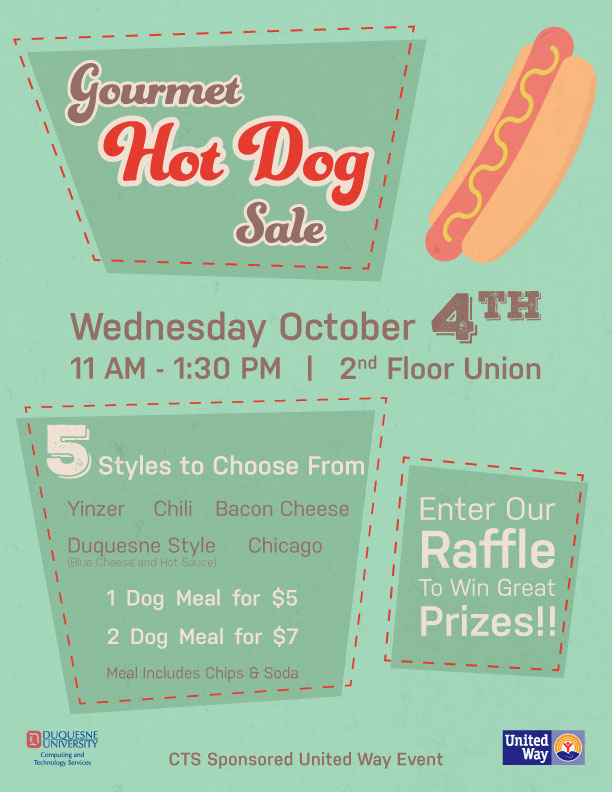 Gourmet
Hot Dog
Sale
Wednesday October 4TH
11 AM - 1:30 PM | 2nd Floor Union
5 Styles to Choose From
Yinzer Chili Bacon Cheese
Duquesne Style Chicago
(Blue Cheese and Hot Sauce)
1 Dog Meal for $5
2 Dog Meal for $7
Meal Includes Chips & Soda
Enter Our
Raffle
To Win Great
Prizes!!
DUQUESNE
UNIVERSITY
Computing and
Technology Services
CTS Sponsored United Way Event
United
Way